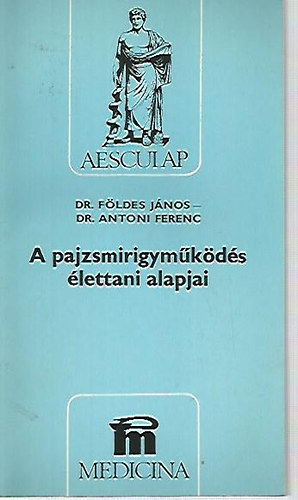 AESCULAP
DR. FÖLDES JÁNOS –
DR. ANTONI FERENC
A pajzsmirigyműködés
élettani alapjai
m
MEDICINA